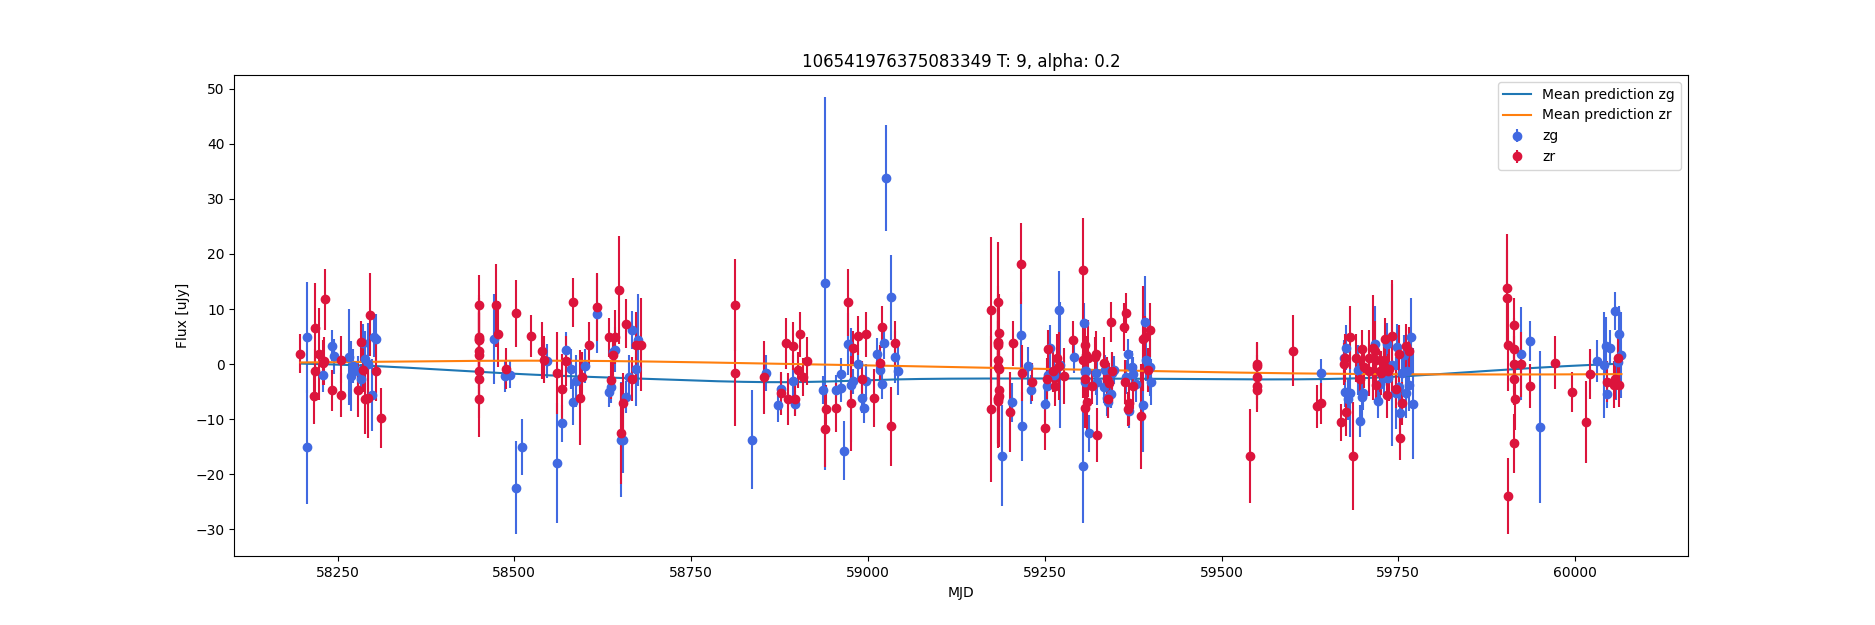 106541976375083349 T: 9, alpha: 0.2
50
40
30
20
10
0
−10
−20
−30
Flux [uJy]
58250 58500 58750 59000 59250 59500 59750 60000
MJD
Mean prediction zg
Mean prediction zr
zg
zr